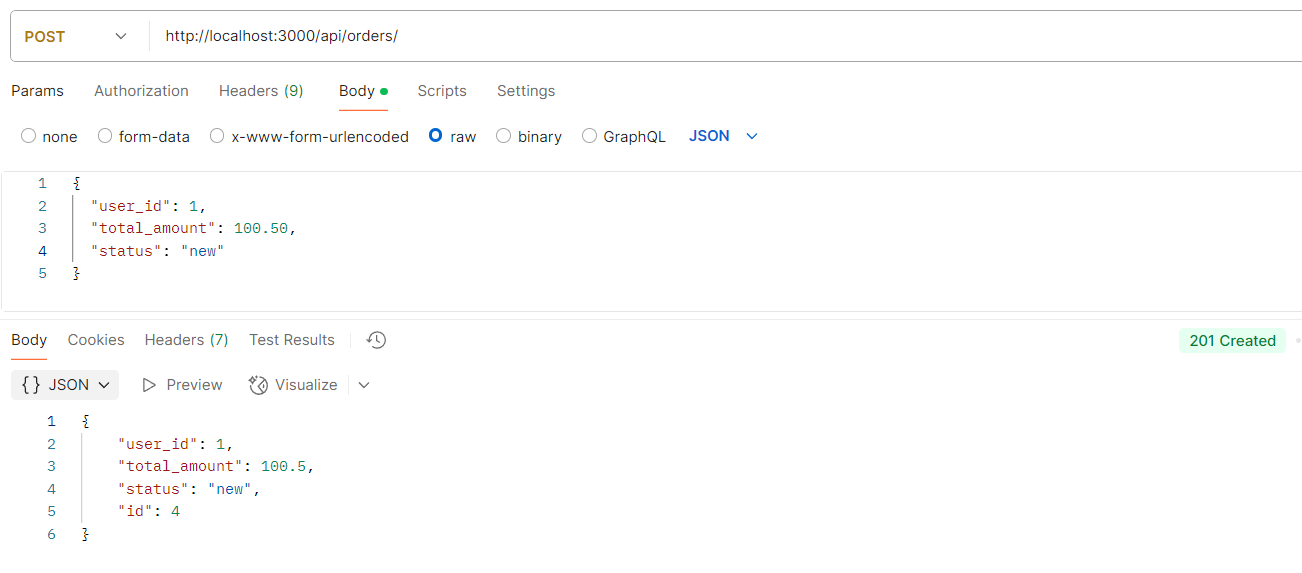 POST http://localhost:3000/api/orders/
Params Authorization Headers (9) Body Scripts Settings
none form-data x-www-form-urlencoded raw binary GraphQL JSON
1 {
2 "user_id": 1,
3 "total_amount": 100.50,
4 "status": "new"
5 }
Body Cookies Headers (7) Test Results 201 Created
{} JSON Preview Visualize
1 {
2 "user_id": 1,
3 "total_amount": 100.5,
4 "status": "new",
5 "id": 4
6 }